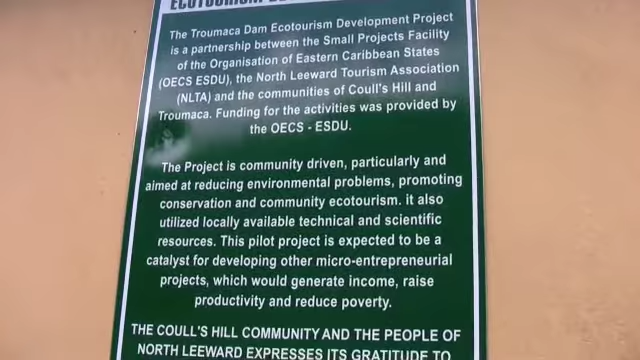 ECOTOURISM
The Troumaca Dam Ecotourism Development Project
is a partnership between the Small Projects Facility
of the Organisation of Eastern Caribbean States
(OECS ESDU), the North Leeward Tourism Association
(NLTA) and the communities of Coull's Hill and
Troumaca. Funding for the activities was provided by
the OECS - ESDU.
The Project is community driven, particularly and
aimed at reducing environmental problems, promoting
conservation and community ecotourism. it also
utilized locally available technical and scientific
resources. This pilot project is expected to be a
catalyst for developing other micro-entrepreneurial
projects, which would generate income, raise
productivity and reduce poverty.
THE COULL'S HILL COMMUNITY AND THE PEOPLE OF
NORTH LEEWARD EXPRESSES ITS GRATITUDE TO